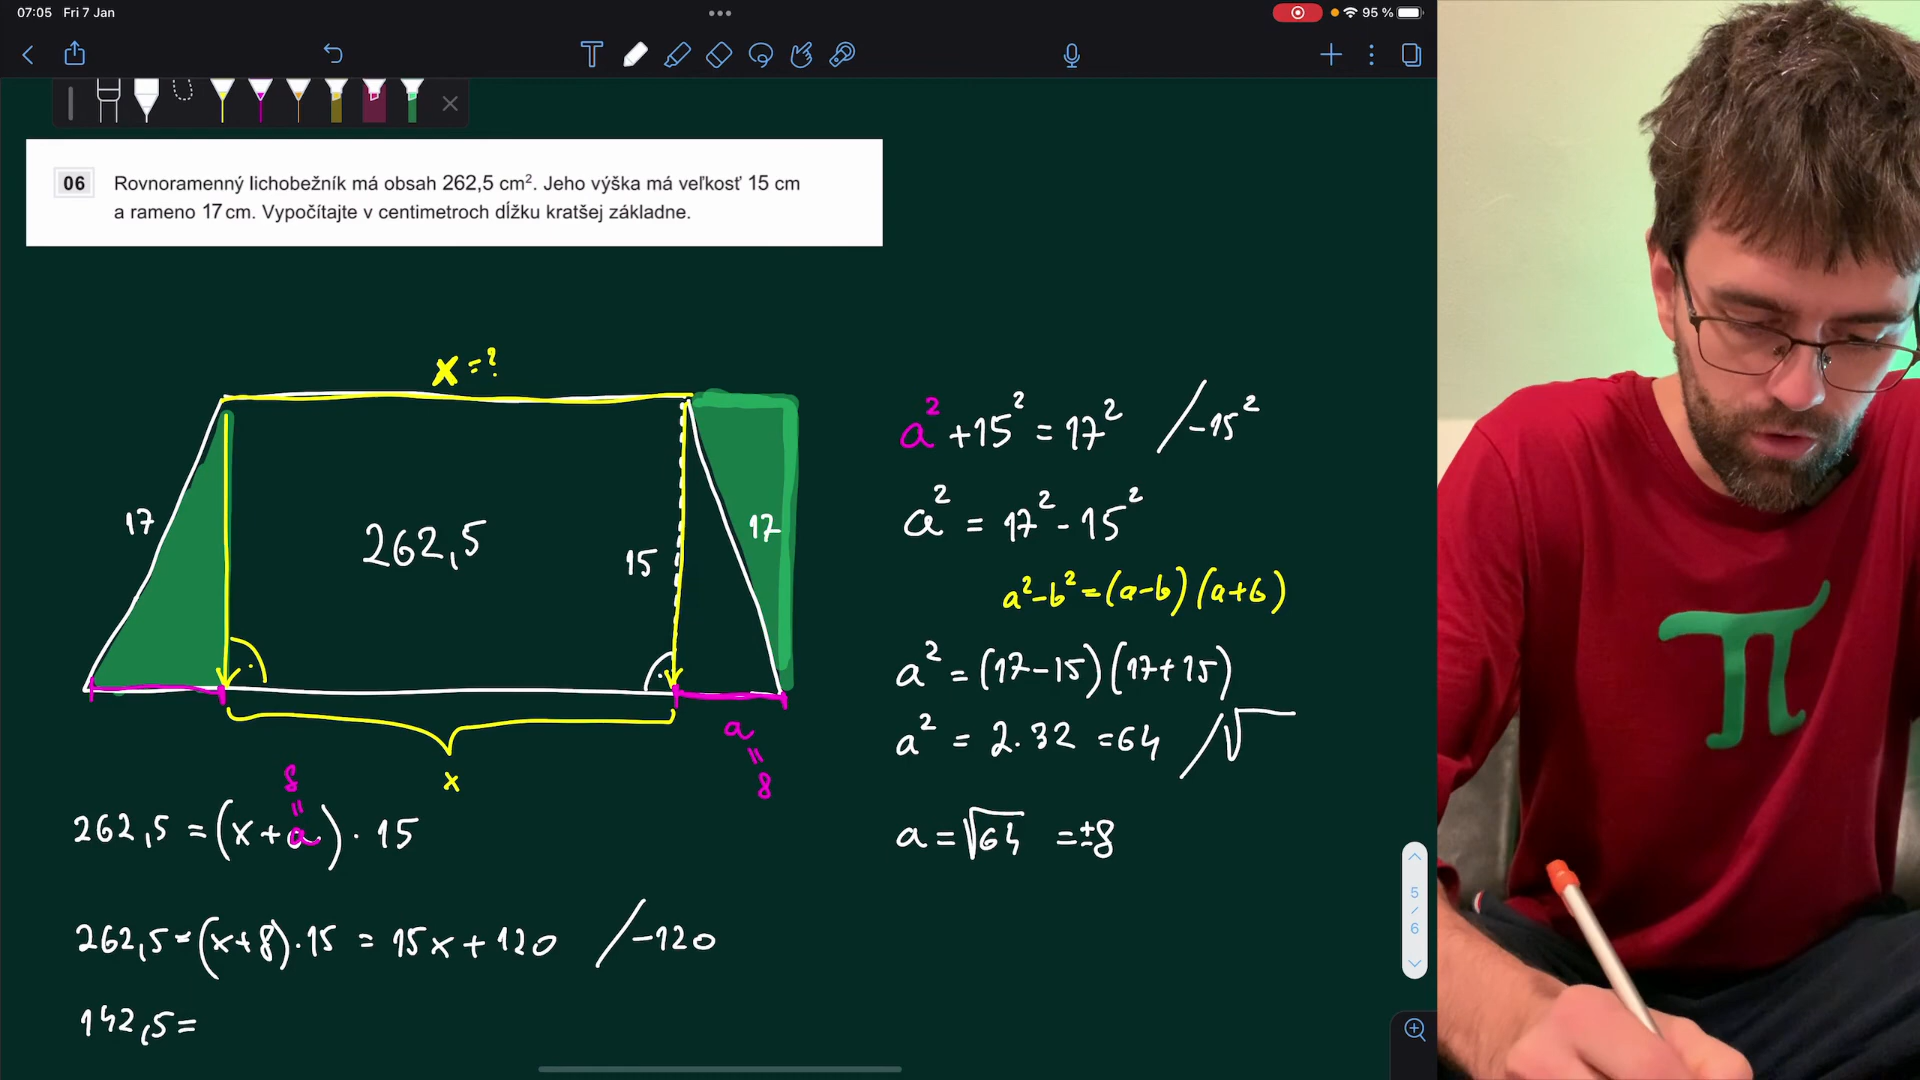 07:05 Fri 7 Jan
95 %
06 Rovnoramenný lichobežník má obsah 262,5 cm². Jeho výška má veľkosť 15 cm
a rameno 17 cm. Vypočítajte v centimetroch dĺžku kratšej základne.
x = ?
17
262,5
15
17
x
a
=
8
8
=
262,5 = (x + a) · 15
262,5 = (x+8) · 15 = 15x + 120 / -120
142,5 =
a² + 15² = 17² / -15²
a² = 17² - 15²
a² - b² = (a-b)(a+b)
a² = (17-15)(17+15)
a² = 2 · 32 = 64 / √
a = √64 = ±8
π
5
/
6